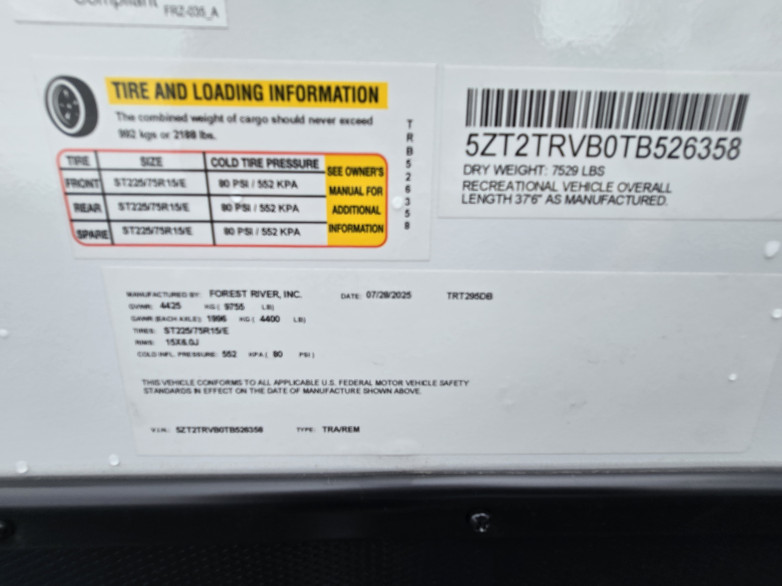 Compliant
FRZ-035_A
TIRE AND LOADING INFORMATION
The combined weight of cargo should never exceed
992 kgs or 2188 lbs.
TIRE SIZE COLD TIRE PRESSURE
FRONT ST225/75R15/E 80 PSI / 552 KPA
REAR ST225/75R15/E 80 PSI / 552 KPA
SPARE ST225/75R15/E 80 PSI / 552 KPA
SEE OWNER'S
MANUAL FOR
ADDITIONAL
INFORMATION
TRB526358
5ZT2TRVB0TB526358
DRY WEIGHT: 7529 LBS
RECREATIONAL VEHICLE OVERALL
LENGTH 37'6" AS MANUFACTURED.
MANUFACTURED BY: FOREST RIVER, INC. DATE: 07/28/2025 TRT295DB
GVWR: 4425 KG ( 9755 LB)
GAWR (EACH AXLE): 1996 KG ( 4400 LB)
TIRES: ST225/75R15/E
RIMS: 15X6.0J
COLD INFL. PRESSURE: 552 KPA ( 80 PSI )
THIS VEHICLE CONFORMS TO ALL APPLICABLE U.S. FEDERAL MOTOR VEHICLE SAFETY
STANDARDS IN EFFECT ON THE DATE OF MANUFACTURE SHOWN ABOVE.
V.I.N.: 5ZT2TRVB0TB526358 TYPE: TRA/REM